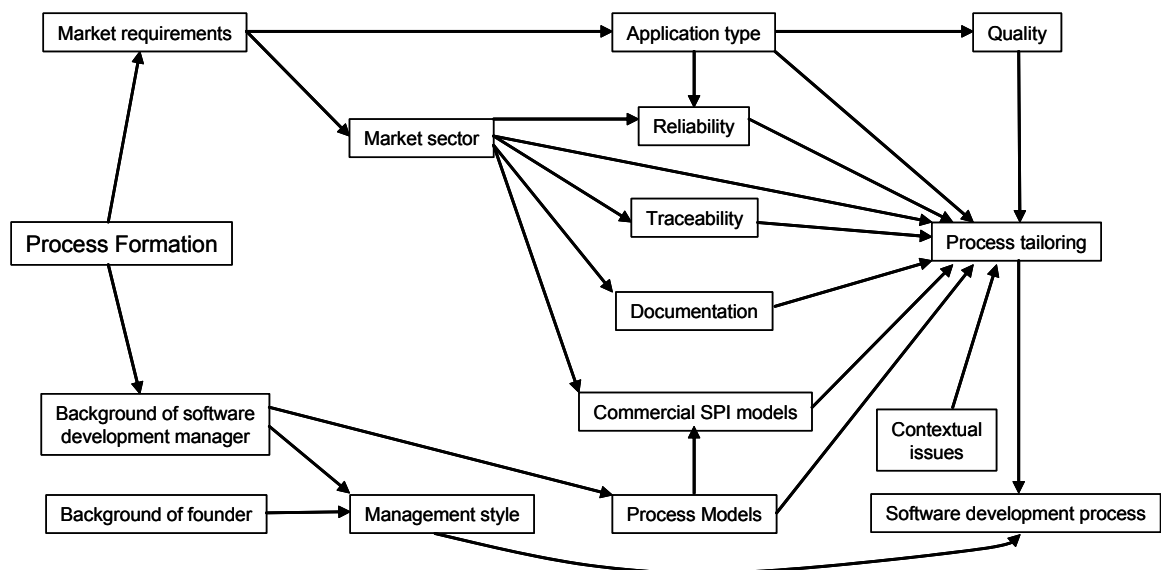 Market requirements
Application type
Quality
Market sector
Reliability
Traceability
Process Formation
Process tailoring
Documentation
Background of software
development manager
Commercial SPI models
Contextual
issues
Background of founder
Management style
Process Models
Software development process